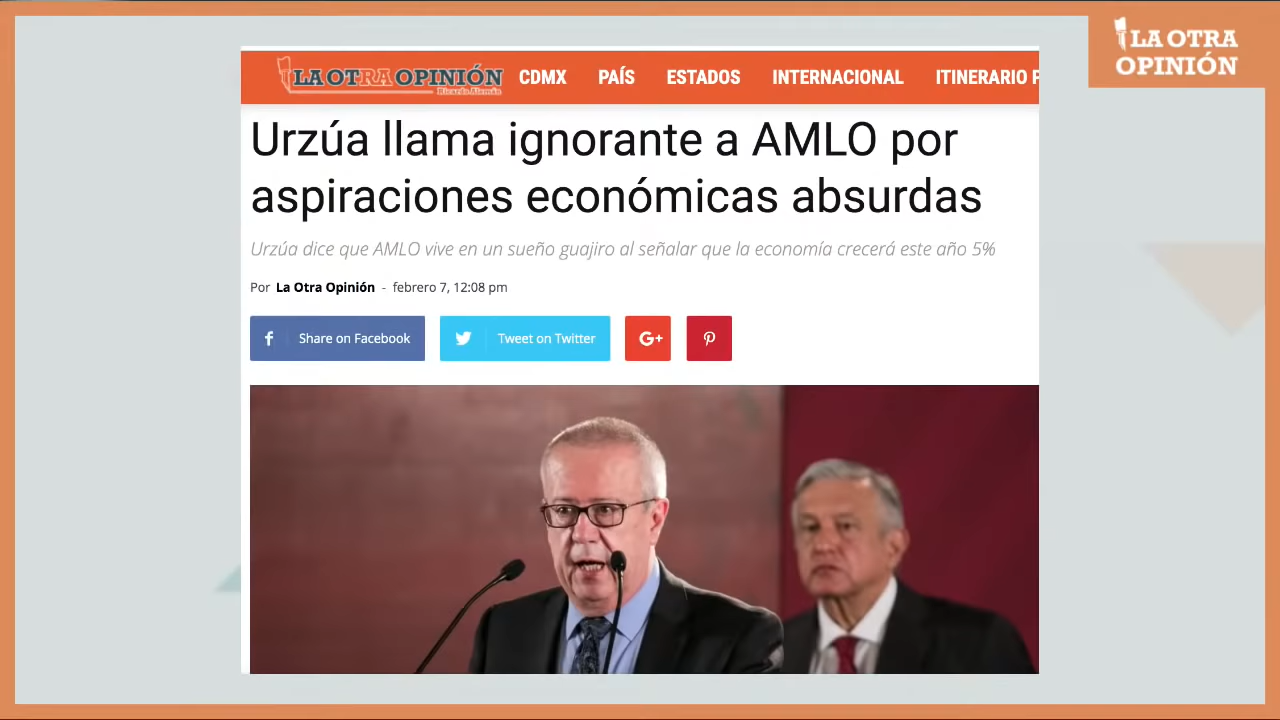 LA OTRA
OPINIÓN
LA OTRA OPINIÓN
Ricardo Alemán
CDMX PAÍS ESTADOS INTERNACIONAL ITINERARIO
Urzúa llama ignorante a AMLO por
aspiraciones económicas absurdas
Urzúa dice que AMLO vive en un sueño guajiro al señalar que la economía crecerá este año 5%
Por La Otra Opinión - febrero 7, 12:08 pm
Share on Facebook
Tweet on Twitter
G+